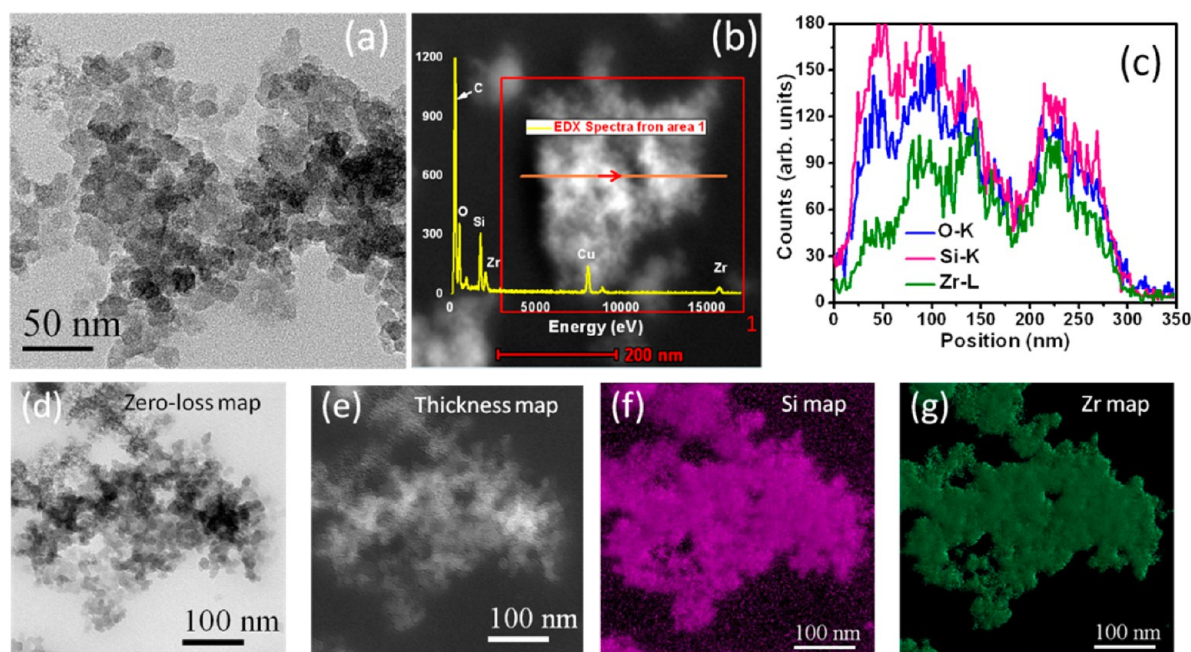 (a)
50 nm
(b)
1200
900
600
300
0
C
O
Si
Zr
Cu
Zr
EDX Spectra fron area 1
0 5000 10000 15000
Energy (eV)
1
200 nm
(c)
Counts (arb. units)
180
150
120
90
60
30
0
O-K
Si-K
Zr-L
0 50 100 150 200 250 300 350
Position (nm)
(d)
Zero-loss map
100 nm
(e)
Thickness map
100 nm
(f)
Si map
100 nm
(g)
Zr map
100 nm